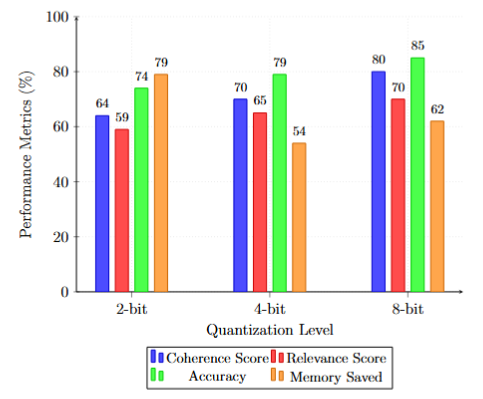 100
80
60
40
20
0
Performance Metrics (%)
64
59
74
79
70
65
79
54
80
70
85
62
2-bit
4-bit
8-bit
Quantization Level
Coherence Score Relevance Score
Accuracy Memory Saved